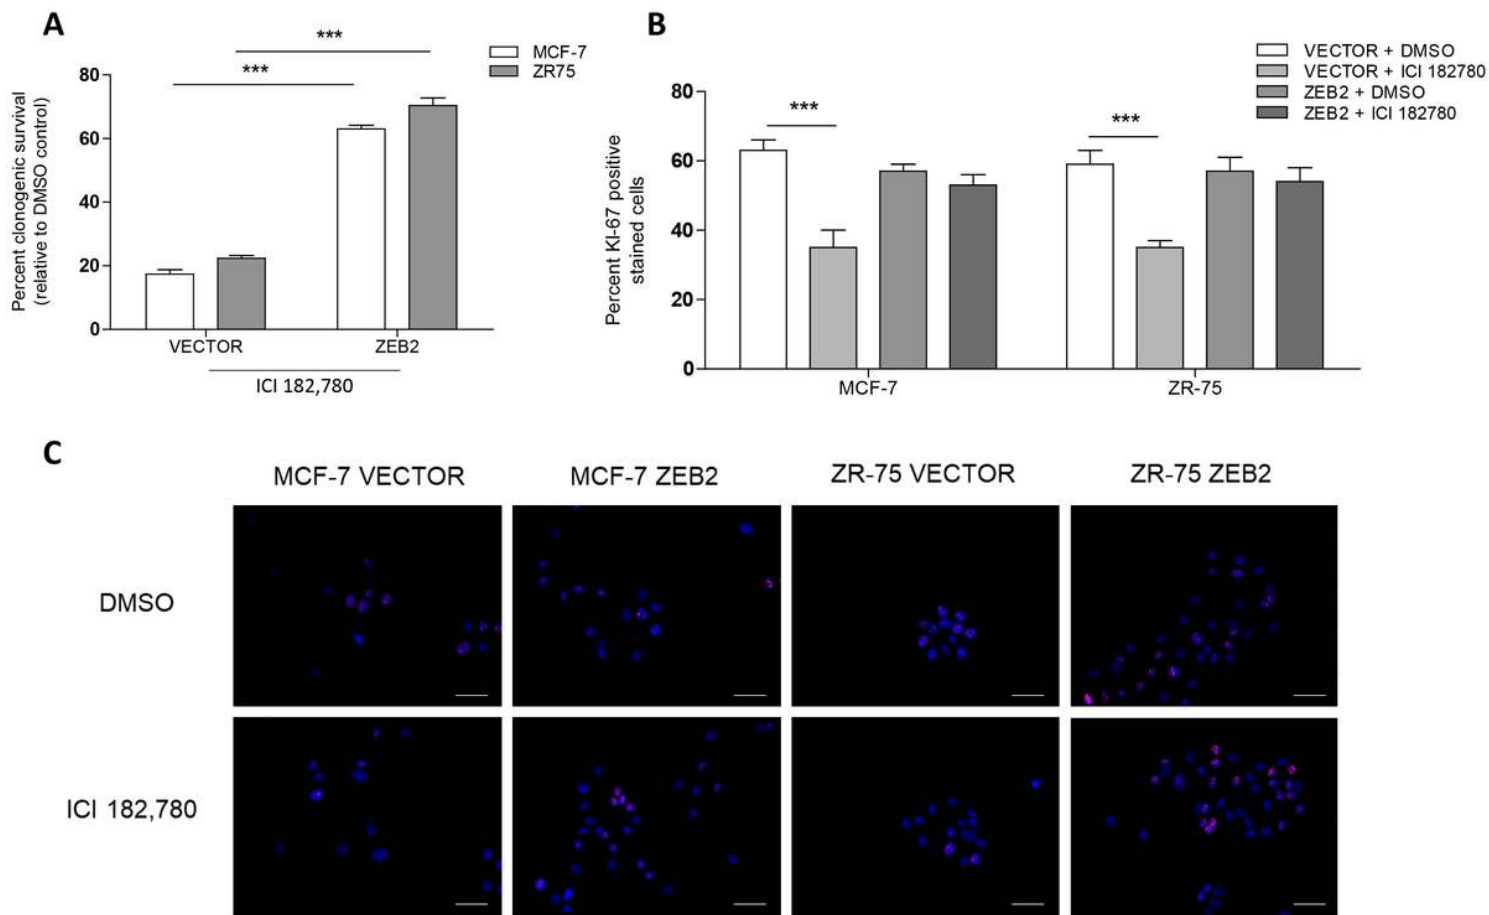 A
Percent clonogenic survival
(relative to DMSO control)
80
60
40
20
0
***
***
MCF-7
ZR75
VECTOR
ZEB2
ICI 182,780
B
Percent KI-67 positive
stained cells
80
60
40
20
0
***
***
VECTOR + DMSO
VECTOR + ICI 182780
ZEB2 + DMSO
ZEB2 + ICI 182780
MCF-7
ZR-75
C
MCF-7 VECTOR
MCF-7 ZEB2
ZR-75 VECTOR
ZR-75 ZEB2
DMSO
ICI 182,780